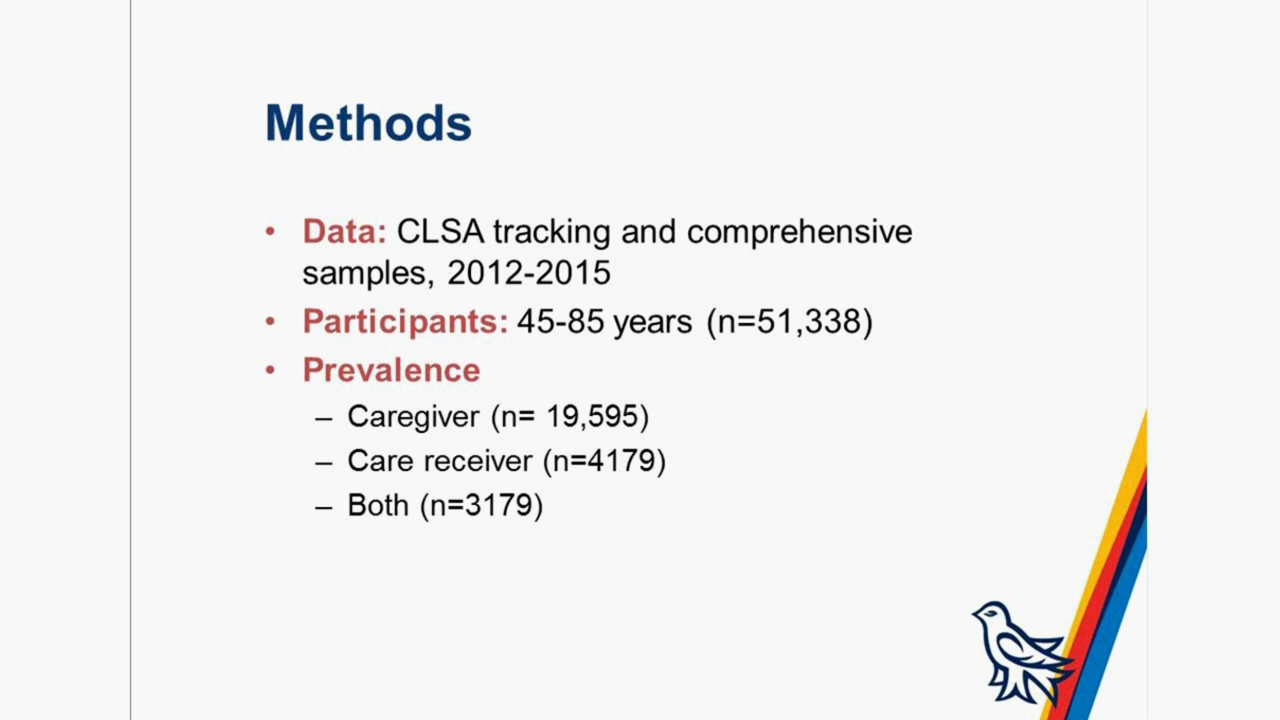 Methods
• Data: CLSA tracking and comprehensive
samples, 2012-2015
• Participants: 45-85 years (n=51,338)
• Prevalence
– Caregiver (n= 19,595)
– Care receiver (n=4179)
– Both (n=3179)